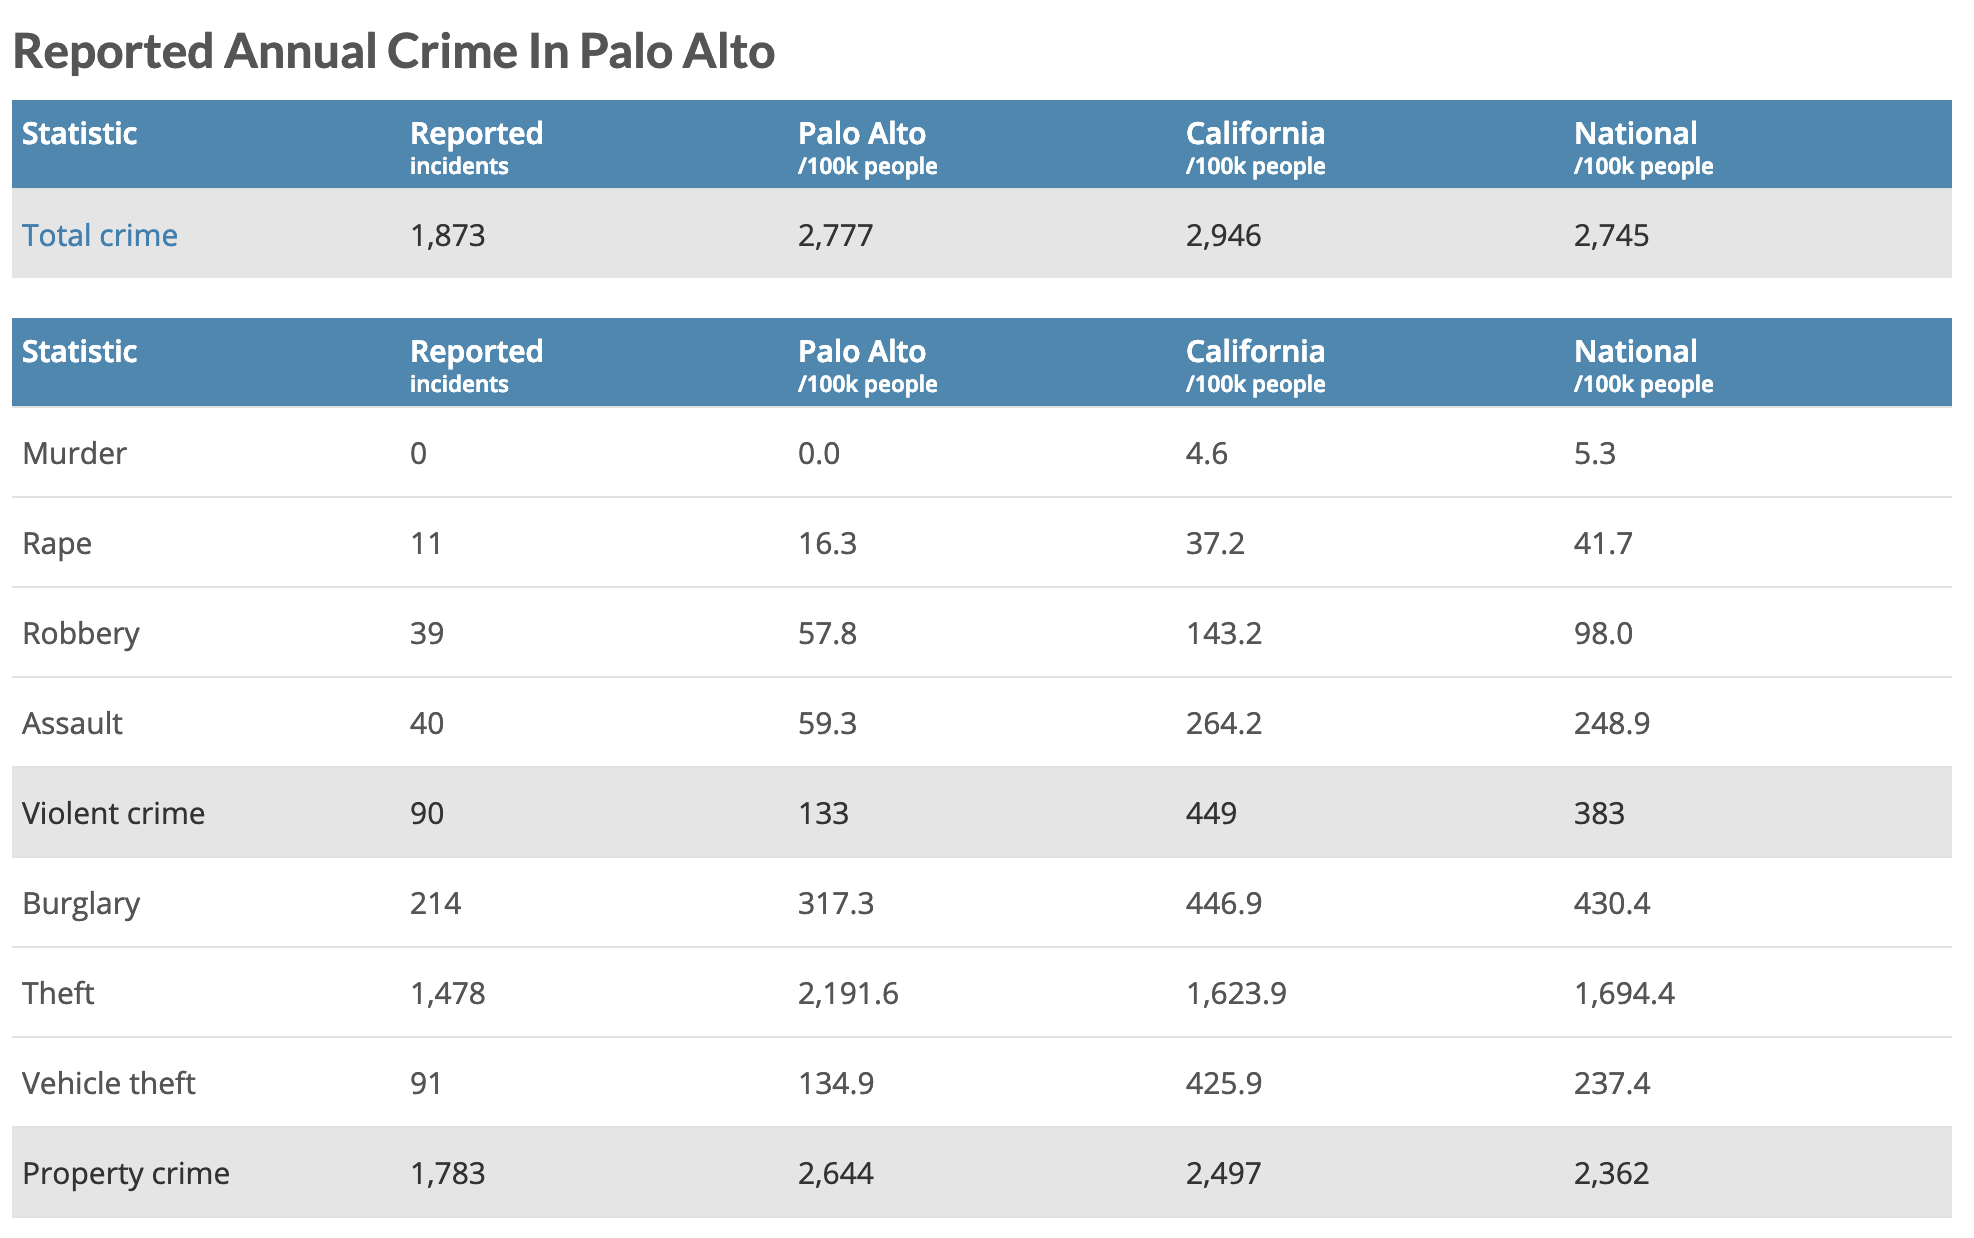 Reported Annual Crime In Palo Alto
Statistic Reported Palo Alto California National
incidents /100k people /100k people /100k people
Total crime 1,873 2,777 2,946 2,745
Statistic Reported Palo Alto California National
incidents /100k people /100k people /100k people
Murder 0 0.0 4.6 5.3
Rape 11 16.3 37.2 41.7
Robbery 39 57.8 143.2 98.0
Assault 40 59.3 264.2 248.9
Violent crime 90 133 449 383
Burglary 214 317.3 446.9 430.4
Theft 1,478 2,191.6 1,623.9 1,694.4
Vehicle theft 91 134.9 425.9 237.4
Property crime 1,783 2,644 2,497 2,362